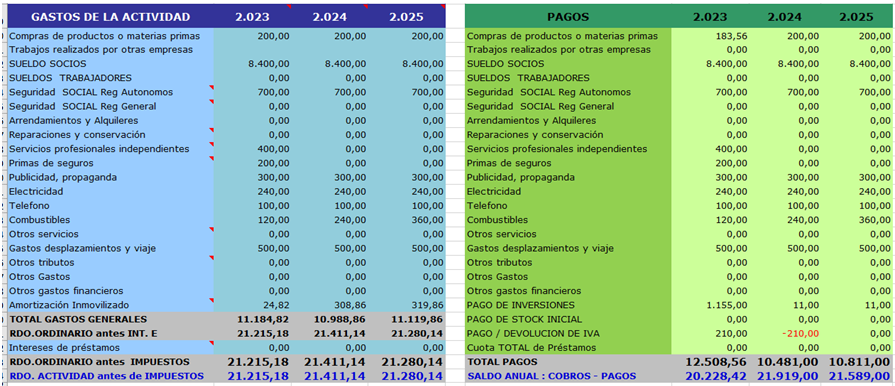 GASTOS DE LA ACTIVIDAD 2.023 2.024 2.025
Compras de productos o materias primas 200,00 200,00 200,00
Trabajos realizados por otras empresas
SUELDO SOCIOS 8.400,00 8.400,00 8.400,00
SUELDOS TRABAJADORES 0,00 0,00 0,00
Seguridad SOCIAL Reg Autonomos 700,00 700,00 700,00
Seguridad SOCIAL Reg General 0,00 0,00 0,00
Arrendamientos y Alquileres 0,00 0,00 0,00
Reparaciones y conservación 0,00 0,00 0,00
Servicios profesionales independientes 400,00 0,00 0,00
Primas de seguros 200,00 0,00 0,00
Publicidad, propaganda 300,00 300,00 300,00
Electricidad 240,00 240,00 240,00
Telefono 100,00 100,00 100,00
Combustibles 120,00 240,00 360,00
Otros servicios 0,00 0,00 0,00
Gastos desplazamientos y viaje 500,00 500,00 500,00
Otros tributos 0,00 0,00 0,00
Otros Gastos 0,00 0,00 0,00
Otros gastos financieros 0,00 0,00 0,00
Amortización Inmovilizado 24,82 308,86 319,86
TOTAL GASTOS GENERALES 11.184,82 10.988,86 11.119,86
RDO.ORDINARIO antes INT. E 21.215,18 21.411,14 21.280,14
Intereses de préstamos 0,00 0,00 0,00
RDO.ORDINARIO antes IMPUESTOS 21.215,18 21.411,14 21.280,14
RDO. ACTIVIDAD antes de IMPUESTOS 21.215,18 21.411,14 21.280,14
PAGOS 2.023 2.024 2.025
Compras de productos o materias primas 183,56 200,00 200,00
Trabajos realizados por otras empresas 0,00 0,00 0,00
SUELDO SOCIOS 8.400,00 8.400,00 8.400,00
SUELDOS TRABAJADORES 0,00 0,00 0,00
Seguridad SOCIAL Reg Autonomos 700,00 700,00 700,00
Seguridad SOCIAL Reg General 0,00 0,00 0,00
Arrendamientos y Alquileres 0,00 0,00 0,00
Reparaciones y conservación 0,00 0,00 0,00
Servicios profesionales independientes 400,00 0,00 0,00
Primas de seguros 200,00 0,00 0,00
Publicidad, propaganda 300,00 300,00 300,00
Electricidad 240,00 240,00 240,00
Telefono 100,00 100,00 100,00
Combustibles 120,00 240,00 360,00
Otros servicios 0,00 0,00 0,00
Gastos desplazamientos y viaje 500,00 500,00 500,00
Otros tributos 0,00 0,00 0,00
Otros Gastos 0,00 0,00 0,00
Otros gastos financieros 0,00 0,00 0,00
PAGO DE INVERSIONES 1.155,00 11,00 11,00
PAGO DE STOCK INICIAL 0,00 0,00 0,00
PAGO / DEVOLUCION DE IVA 210,00 -210,00 0,00
Cuota TOTAL de Préstamos 0,00 0,00 0,00
TOTAL PAGOS 12.508,56 10.481,00 10.811,00
SALDO ANUAL : COBROS - PAGOS 20.228,42 21.919,00 21.589,00